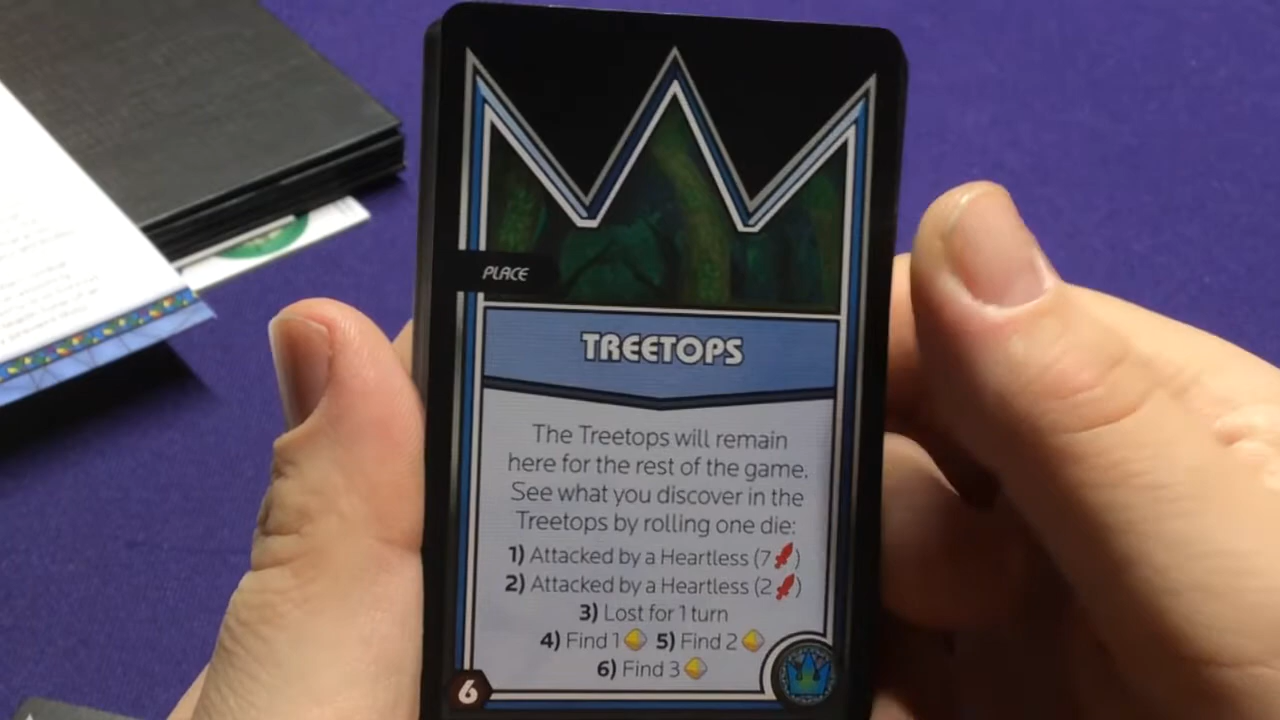 PLACE
TREETOPS
The Treetops will remain
here for the rest of the game.
See what you discover in the
Treetops by rolling one die:
1) Attacked by a Heartless (7 )
2) Attacked by a Heartless (2 )
3) Lost for 1 turn
4) Find 1 5) Find 2
6) Find 3
6